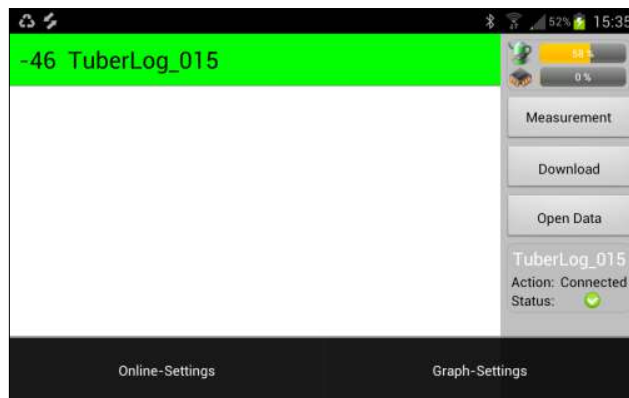 52% 15:35
-46 TuberLog_015
58 %
0 %
Measurement
Download
Open Data
TuberLog_015
Action: Connected
Status:
Online-Settings Graph-Settings